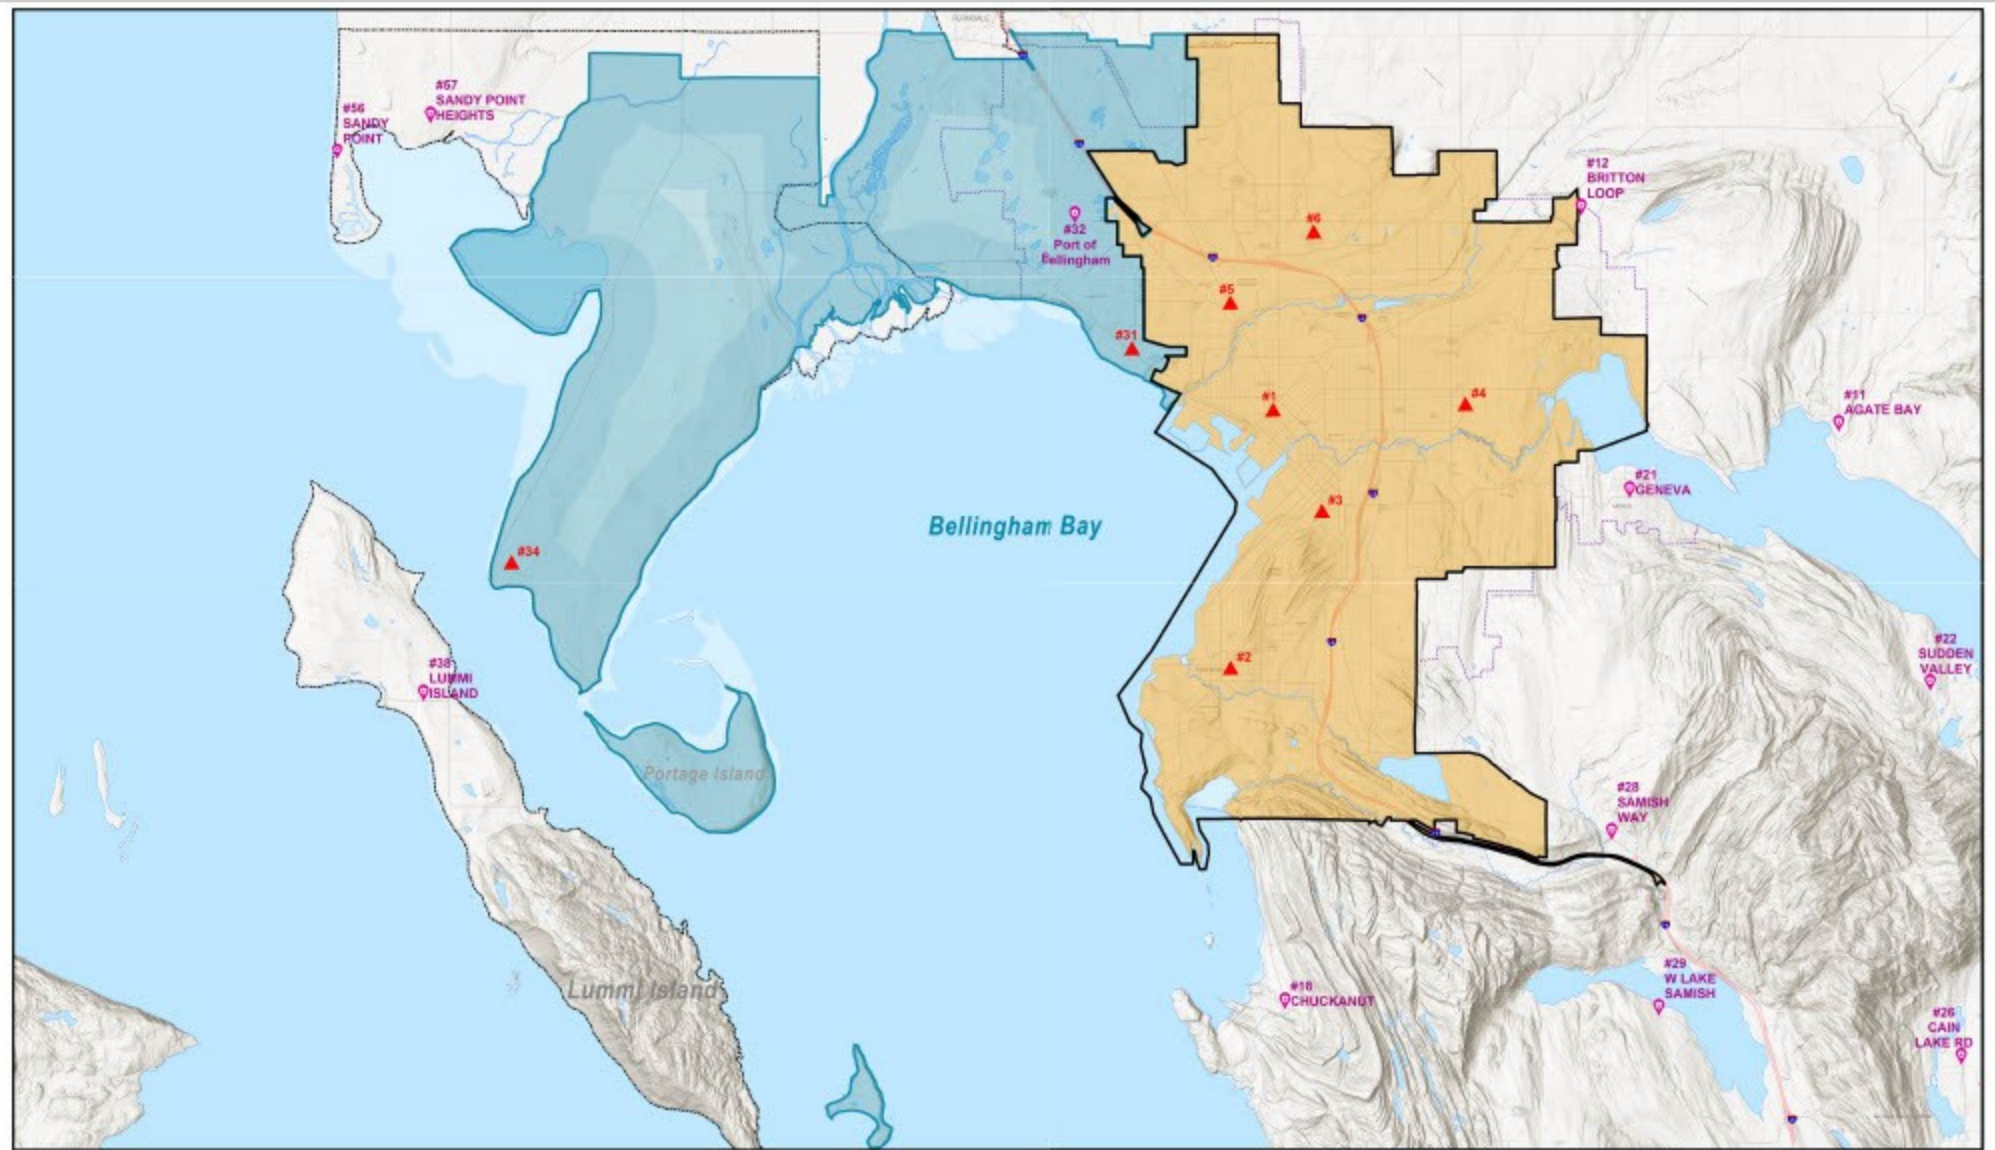 FERNDALE
#57
SANDY POINT
HEIGHTS
#56
SANDY
POINT
#12
BRITTON
LOOP
#32
Port of
Bellingham
#6
#5
#31
#1
#4
#11
AGATE BAY
#21
GENEVA
#3
Bellingham Bay
#34
#38
LUMMI
ISLAND
#2
#22
SUDDEN
VALLEY
Portage Island
#28
SAMISH
WAY
Lummi Island
#18
CHUCKANUT
#29
W LAKE
SAMISH
#26
CAIN
LAKE RD